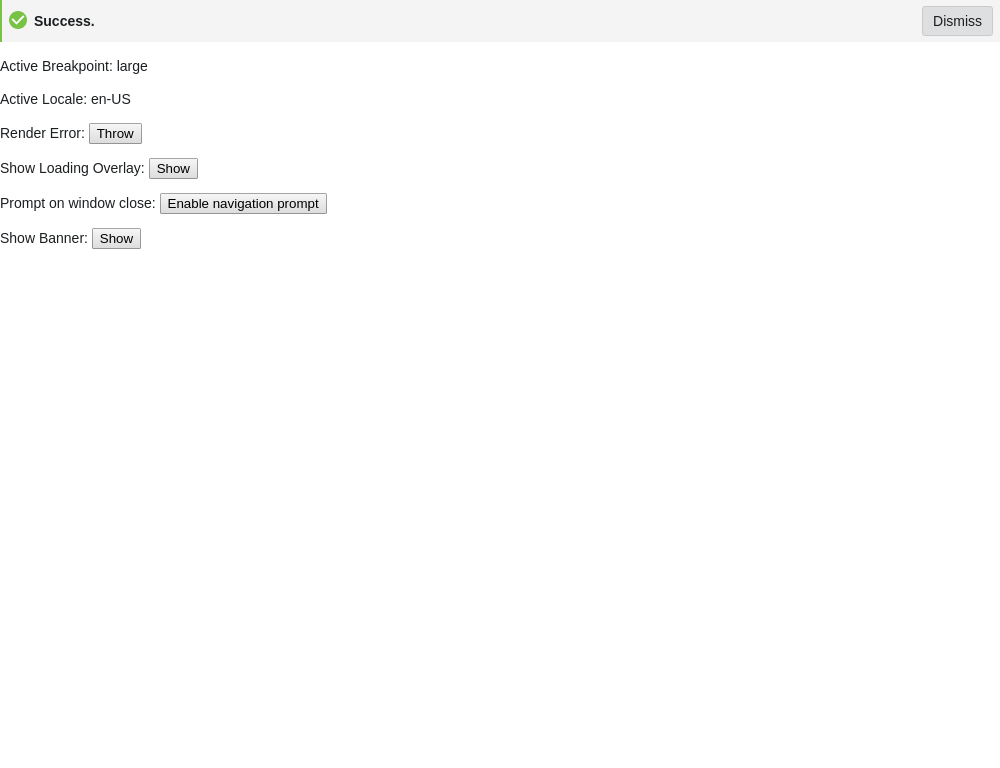 Success. Dismiss
Active Breakpoint: large
Active Locale: en-US
Render Error: Throw
Show Loading Overlay: Show
Prompt on window close: Enable navigation prompt
Show Banner: Show